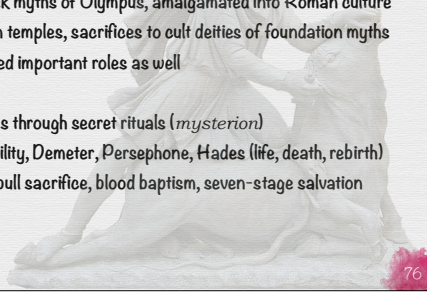 k myths of Olympus, amalgamated into Roman culture
n temples, sacrifices to cult deities of foundation myths
ed important roles as well
s through secret rituals (mysterion)
ility, Demeter, Persephone, Hades (life, death, rebirth)
bull sacrifice, blood baptism, seven-stage salvation
76